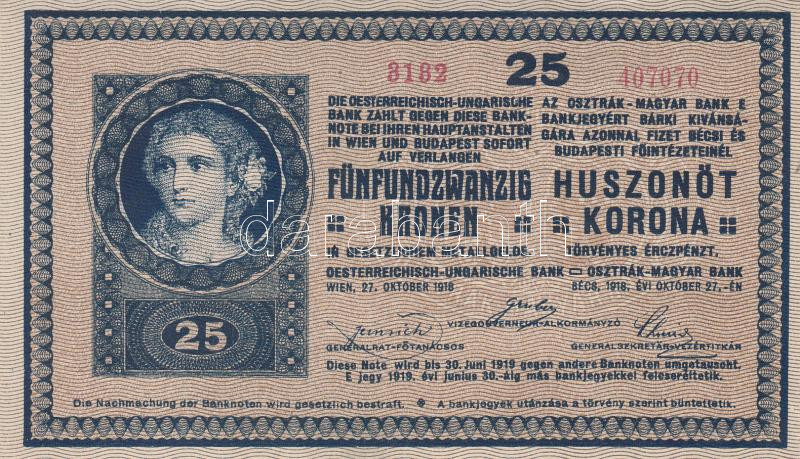 3182 25 407070
DIE OESTERREICHISCH-UNGARISCHE
BANK ZAHLT GEGEN DIESE BANK-
NOTE BEI IHREN HAUPTANSTALTEN
IN WIEN UND BUDAPEST SOFORT
AUF VERLANGEN
FÜNFUNDZWANZIG
KRONEN
IN GESETZLICHEM METALLGELDE
OESTERREICHISCH-UNGARISCHE BANK
WIEN, 27. OKTOBER 1918
AZ OSZTRÁK-MAGYAR BANK E
BANKJEGYÉRT BÁRKI KIVÁNSÁ-
GÁRA AZONNAL FIZET BÉCSI ÉS
BUDAPESTI FŐINTÉZETEINÉL
HUSZONÖT
KORONA
TÖRVÉNYES ÉRCZPÉNZT.
OSZTRÁK-MAGYAR BANK
BÉCS, 1918. ÉVI OKTÓBER 27.-ÉN
darabanth
25
Gruber
VIZEGOUVERNEUR-ALKORMÁNYZÓ
GENERALRAT-FŐTANÁCSOS
GENERALSEKRETÄR-VEZÉRTITKÁR
Diese Note wird bis 30. Juni 1919 gegen andere Banknoten umgetauscht.
E jegy 1919. évi junius 30.-áig más bankjegyekkel felcseréltetik.
Die Nachmachung der Banknoten wird gesetzlich bestraft. A bankjegyek utánzása a törvény szerint büntettetik.